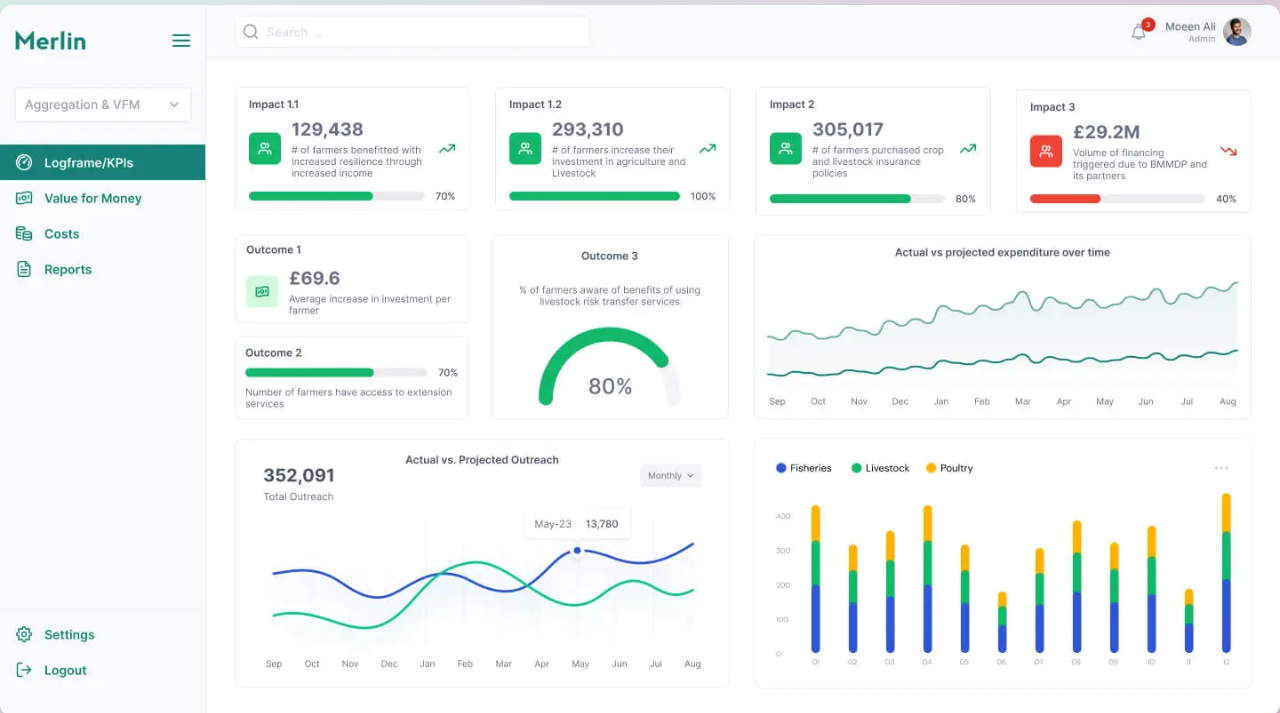 Merlin
Search ...
3
Moeen Ali
Admin
Aggregation & VFM
Logframe/KPIs
Value for Money
Costs
Reports
Settings
Logout
Impact 1.1
129,438
# of farmers benefitted with
increased resilience through
increased income
70%
Impact 1.2
293,310
# of farmers increase their
investment in agriculture and
Livestock
100%
Impact 2
305,017
# of farmers purchased crop
and livestock insurance
policies
80%
Impact 3
£29.2M
Volume of financing
triggered due to BMMDP and
its partners
40%
Outcome 1
£69.6
Average increase in investment per
farmer
Outcome 2
70%
Number of farmers have access to extension
services
Outcome 3
% of farmers aware of benefits of using
livestock risk transfer services
80%
Actual vs projected expenditure over time
Sep Oct Nov Dec Jan Feb Mar Apr May Jun Jul Aug
Actual vs. Projected Outreach
352,091
Total Outreach
Monthly
May-23 13,780
Sep Oct Nov Dec Jan Feb Mar Apr May Jun Jul Aug
Fisheries Livestock Poultry
400
300
200
100
0
01 02 03 04 05 06 07 08 09 10 11 12